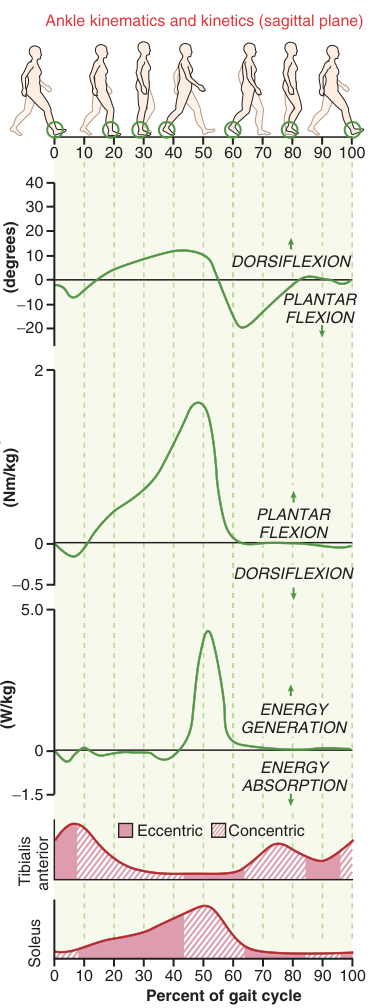 Ankle kinematics and kinetics (sagittal plane)
0 10 20 30 40 50 60 70 80 90 100
(degrees)
40
30
20
10
0
−10
−20
DORSIFLEXION
PLANTAR
FLEXION
(Nm/kg)
2
0
−0.5
PLANTAR
FLEXION
DORSIFLEXION
(W/kg)
5.0
0
−1.5
ENERGY
GENERATION
ENERGY
ABSORPTION
Tibialis
anterior
Eccentric
Concentric
Soleus
0 10 20 30 40 50 60 70 80 90 100
Percent of gait cycle